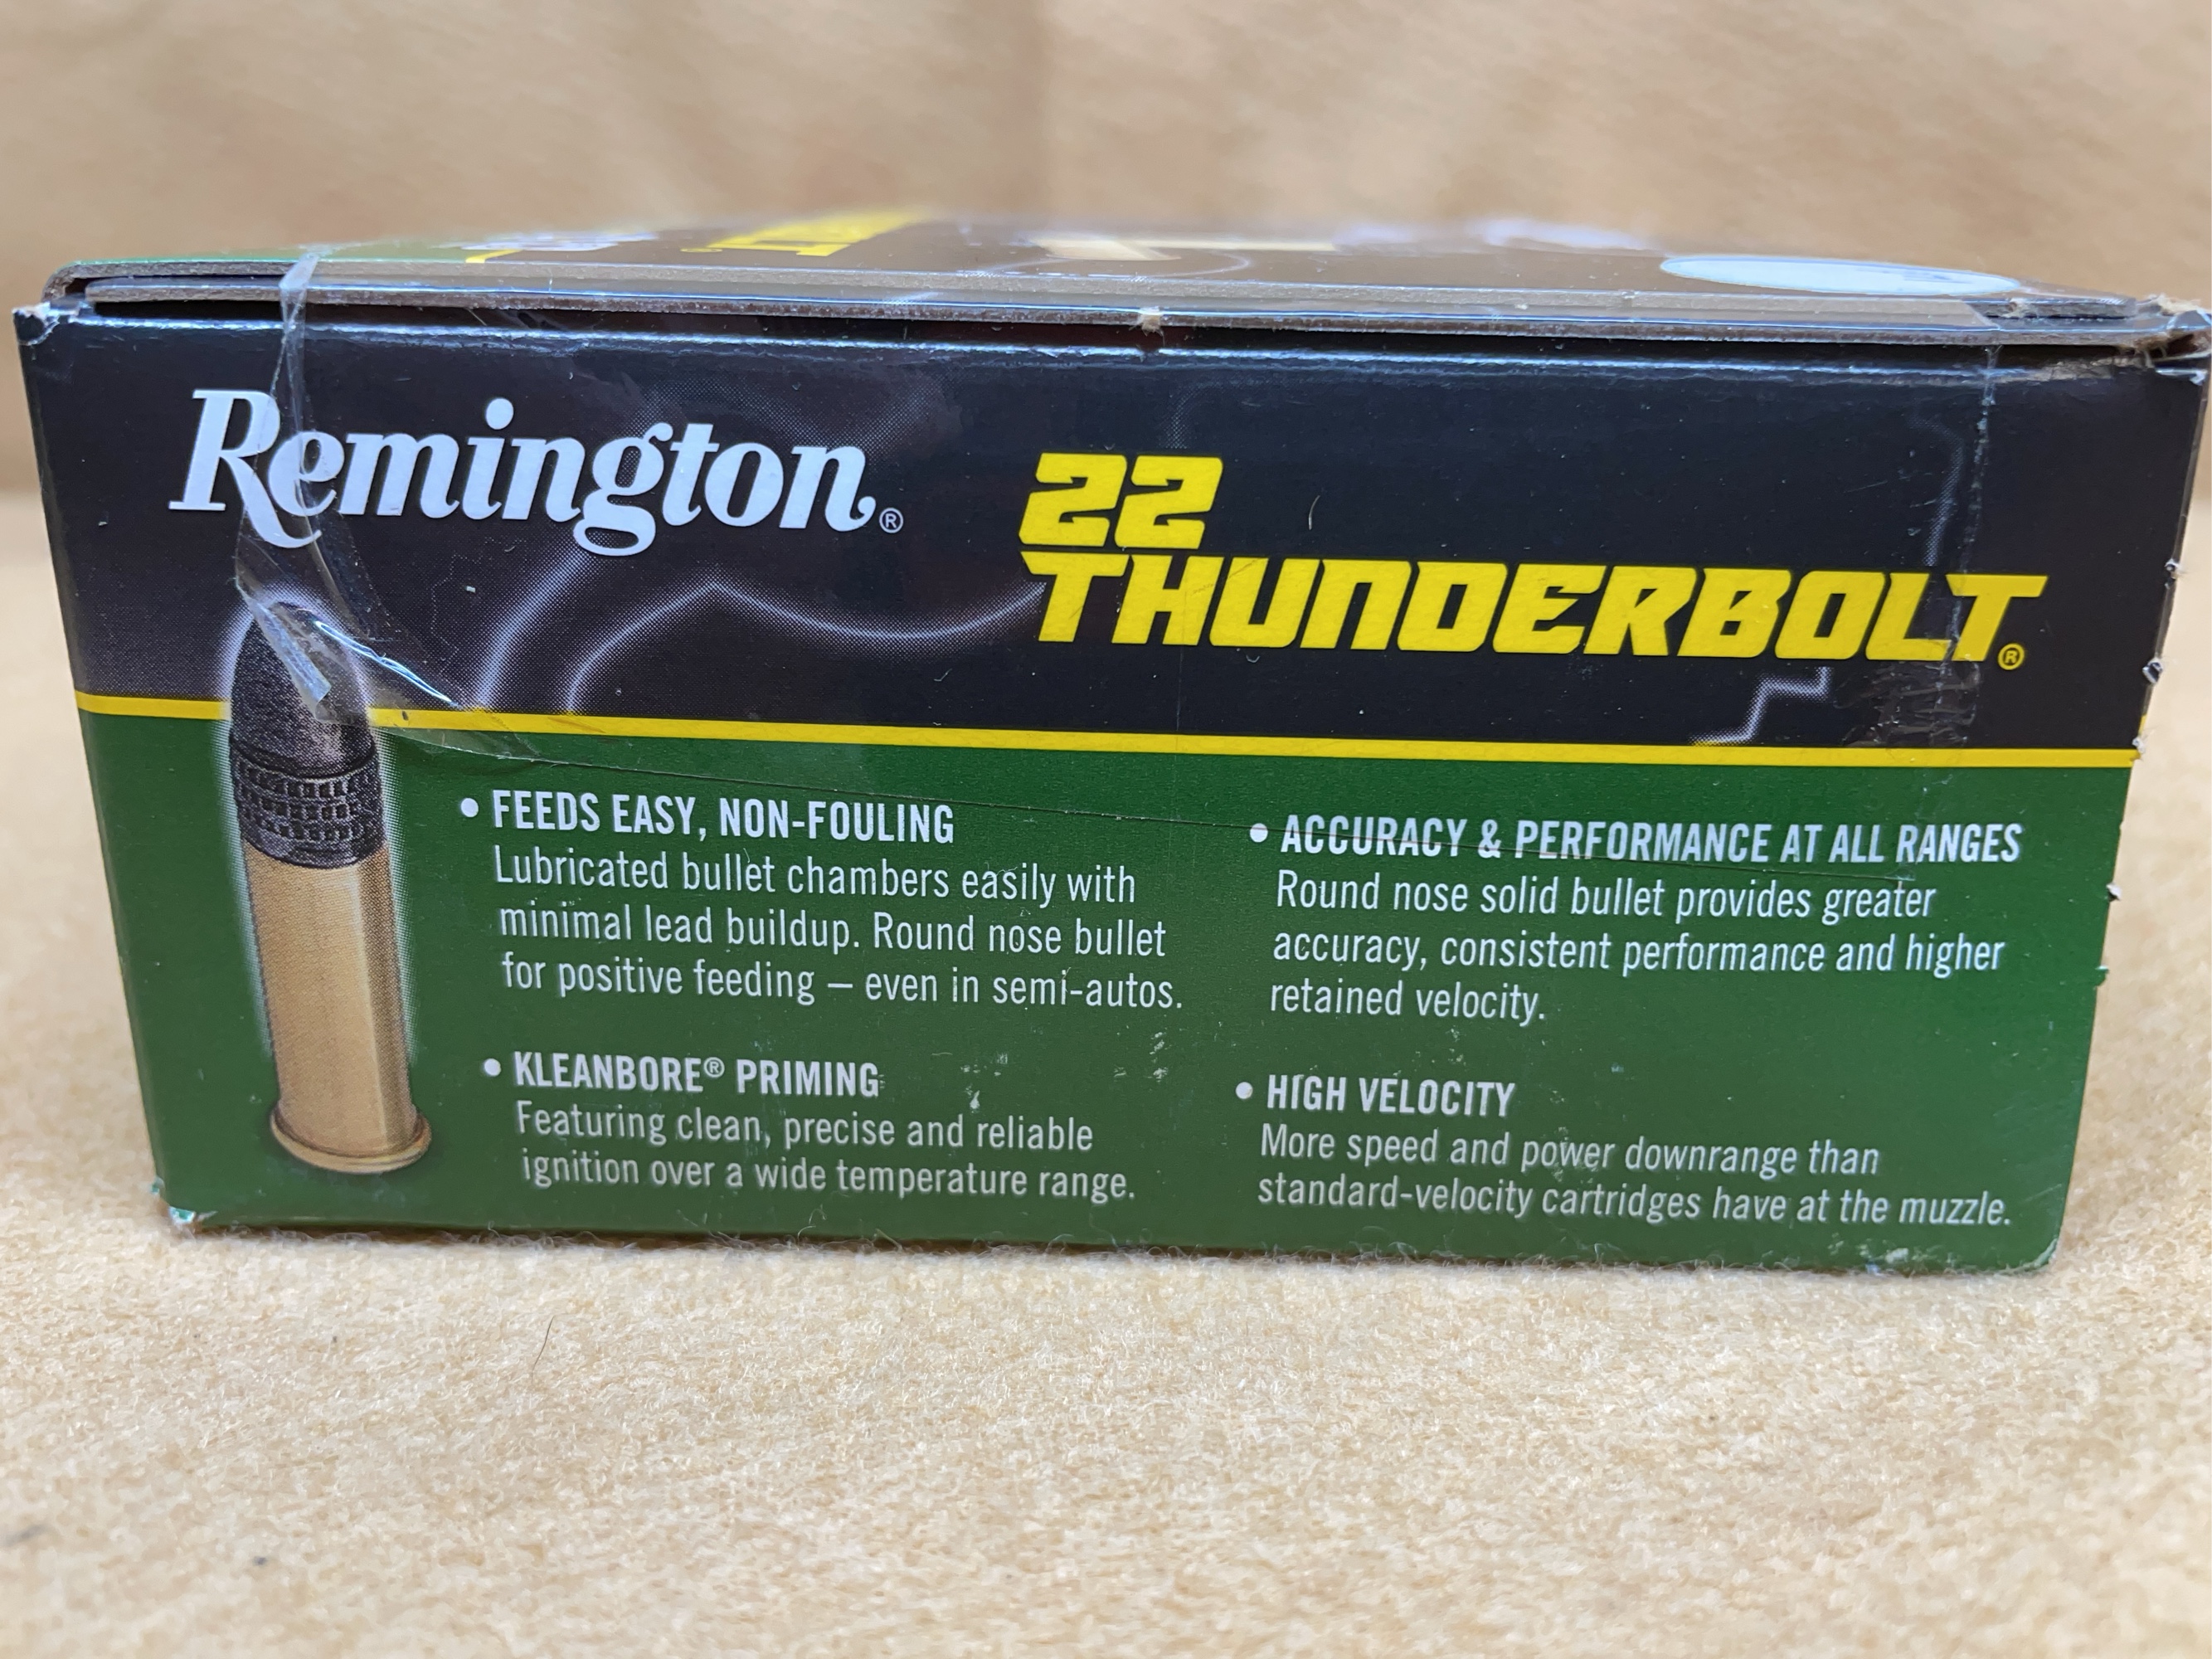 Remington®
22
THUNDERBOLT®
• FEEDS EASY, NON-FOULING
Lubricated bullet chambers easily with
minimal lead buildup. Round nose bullet
for positive feeding – even in semi-autos.
• KLEANBORE® PRIMING
Featuring clean, precise and reliable
ignition over a wide temperature range.
• ACCURACY & PERFORMANCE AT ALL RANGES
Round nose solid bullet provides greater
accuracy, consistent performance and higher
retained velocity.
• HIGH VELOCITY
More speed and power downrange than
standard-velocity cartridges have at the muzzle.